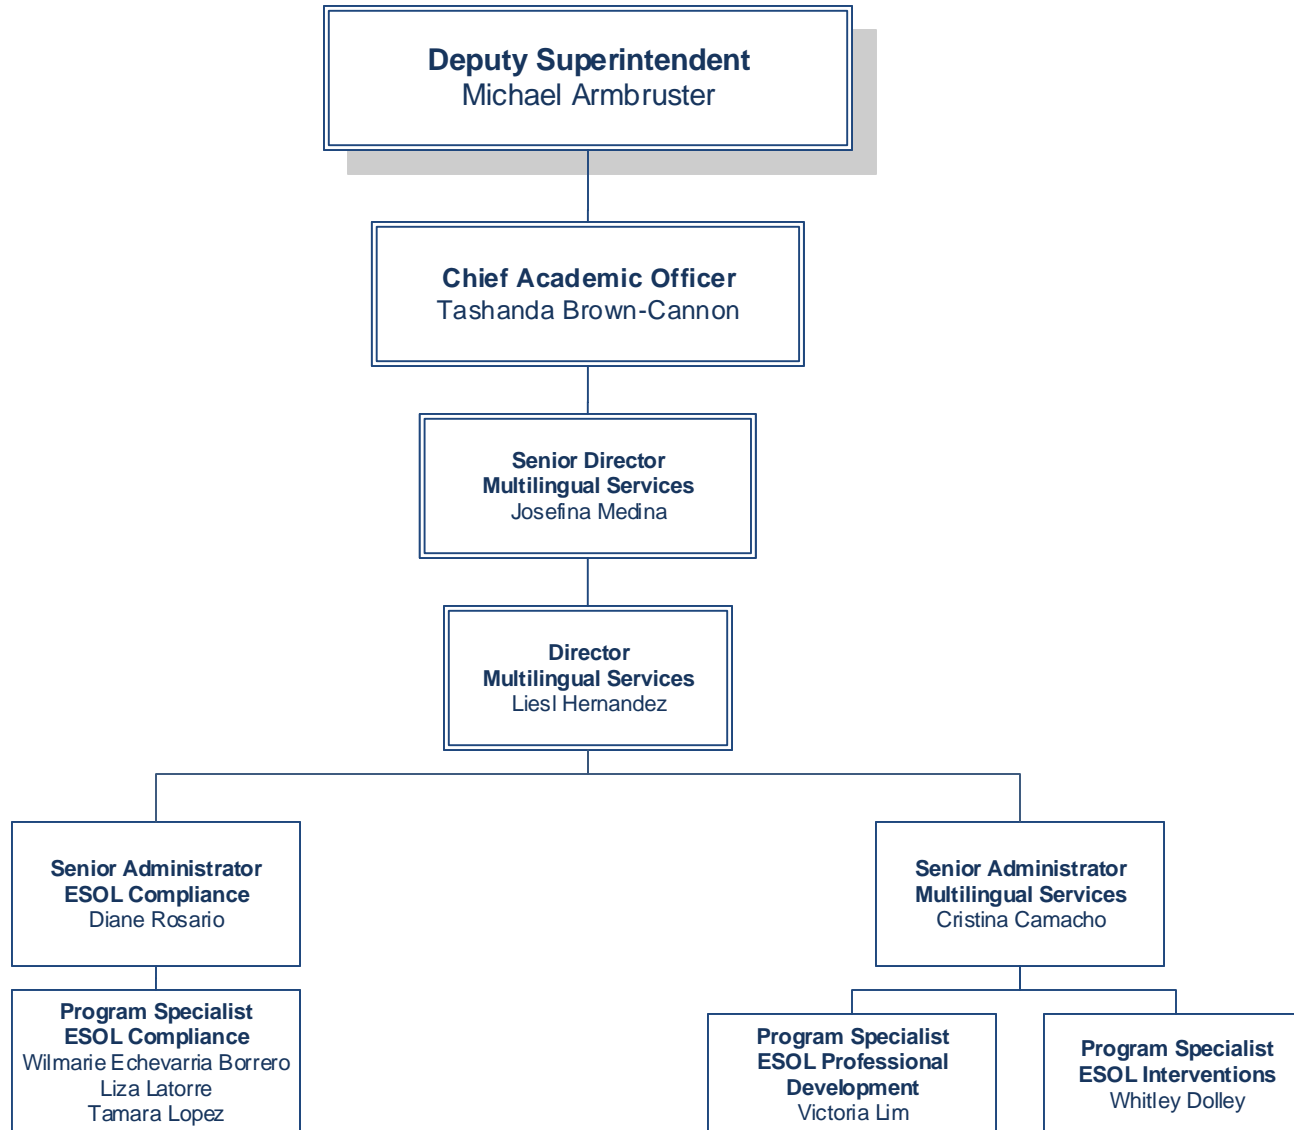 Deputy Superintendent
Michael Armbruster
Chief Academic Officer
Tashanda Brown-Cannon
Senior Director
Multilingual Services
Josefina Medina
Director
Multilingual Services
Liesl Hernandez
Senior Administrator
ESOL Compliance
Diane Rosario
Senior Administrator
Multilingual Services
Cristina Camacho
Program Specialist
ESOL Compliance
Wilmarie Echevarria Borrero
Liza Latorre
Tamara Lopez
Program Specialist
ESOL Professional
Development
Victoria Lim
Program Specialist
ESOL Interventions
Whitley Dolley